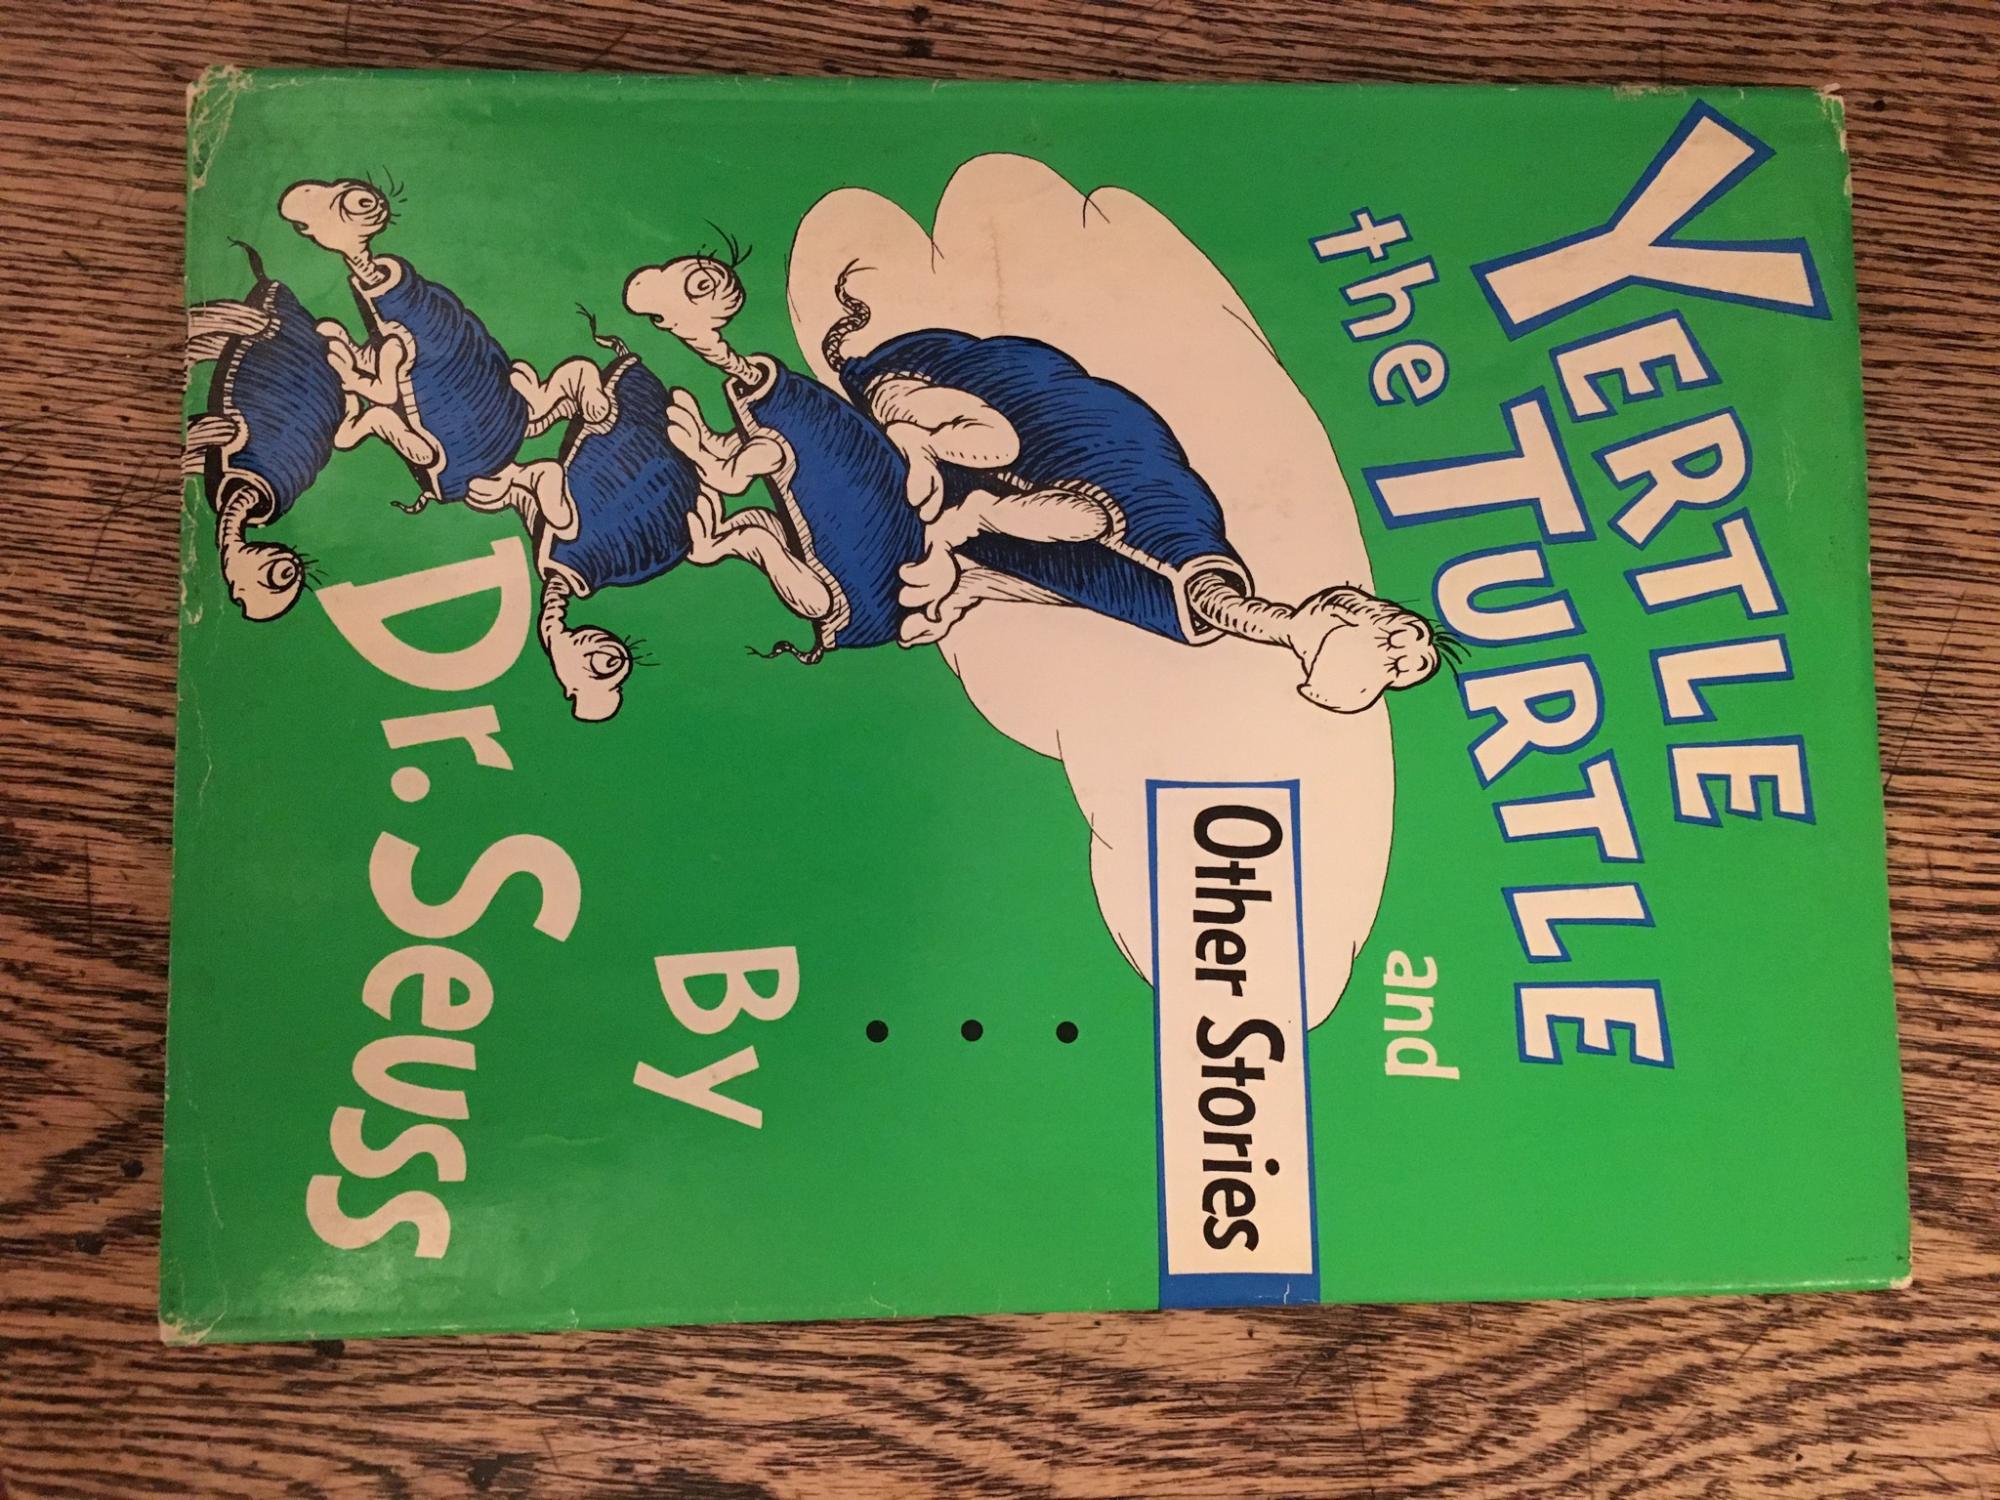 YERTLE
the TURTLE
and
Other Stories
By
Dr. Seuss